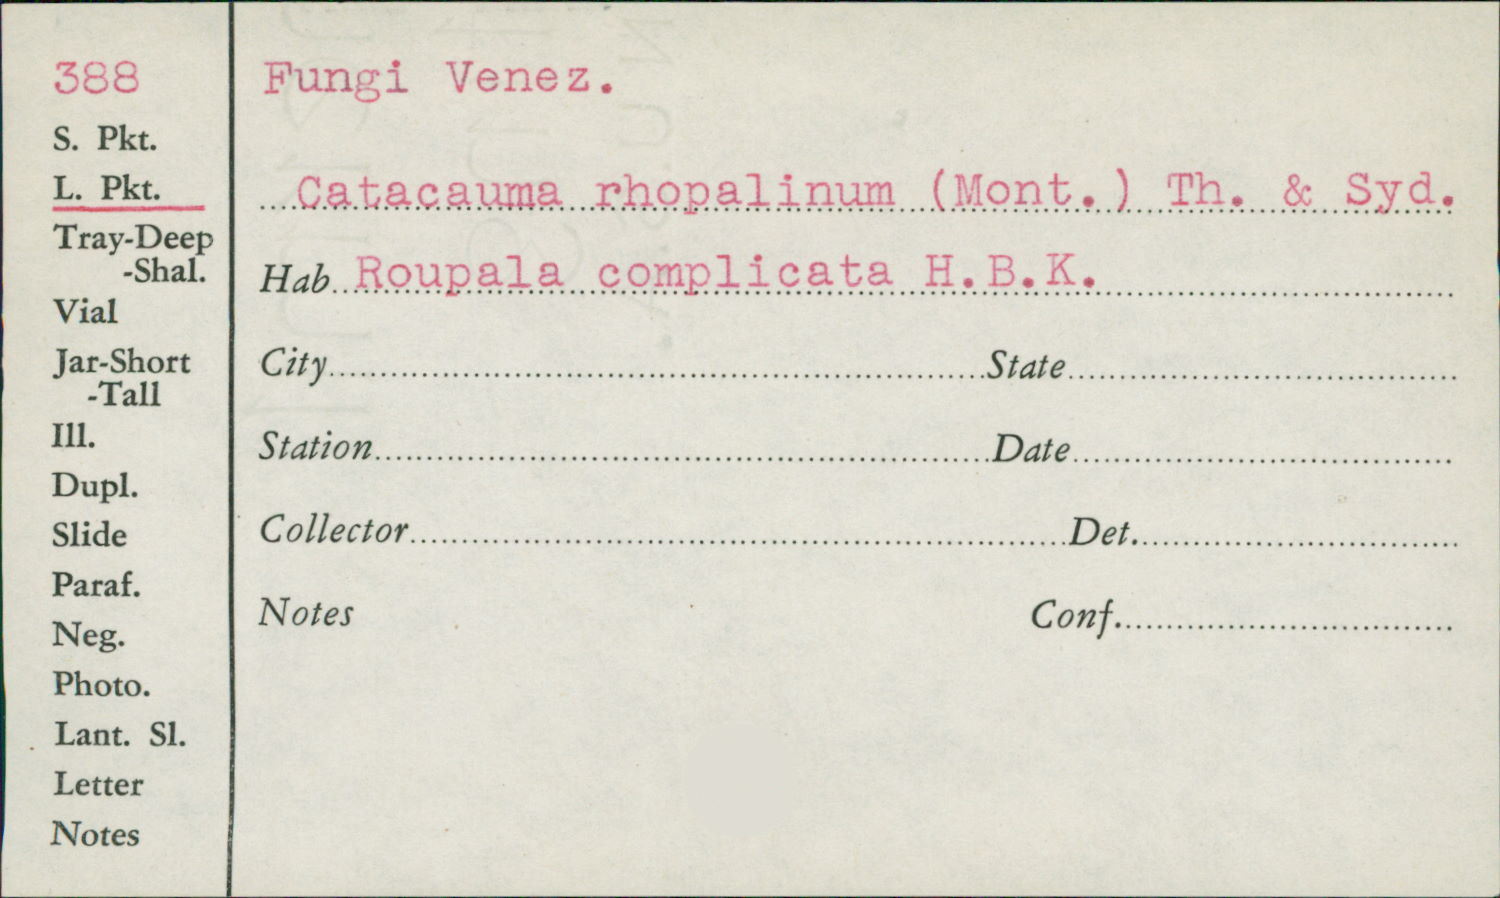 388
S. Pkt.
L. Pkt.
Tray-Deep
-Shal.
Vial
Jar-Short
-Tall
Ill.
Dupl.
Slide
Paraf.
Neg.
Photo.
Lant. Sl.
Letter
Notes
Fungi Venez.
Catacauma rhopalinum (Mont.) Th. & Syd.
Hab Roupala complicata H.B.K.
City State
Station Date
Collector Det.
Notes Conf.